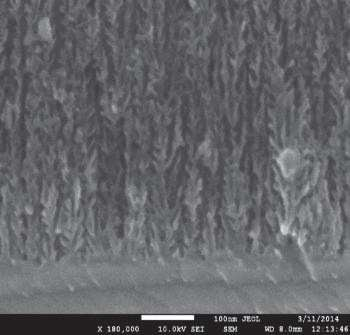 100nm JEOL 3/11/2014
X 180,000 10.0kV SEI SEM WD 8.0mm 12:13:46